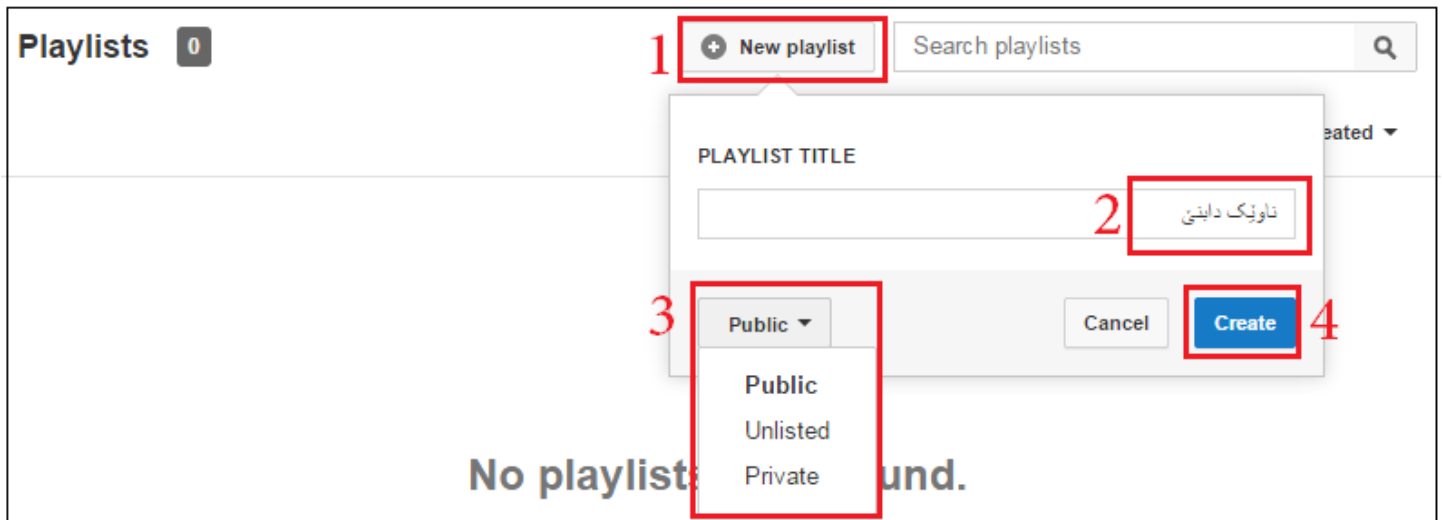 Playlists 0
1 New playlist Search playlists
eated
PLAYLIST TITLE
2 ناوێک دابنێ
3 Public Cancel Create 4
Public
Unlisted
Private
No playlists und.